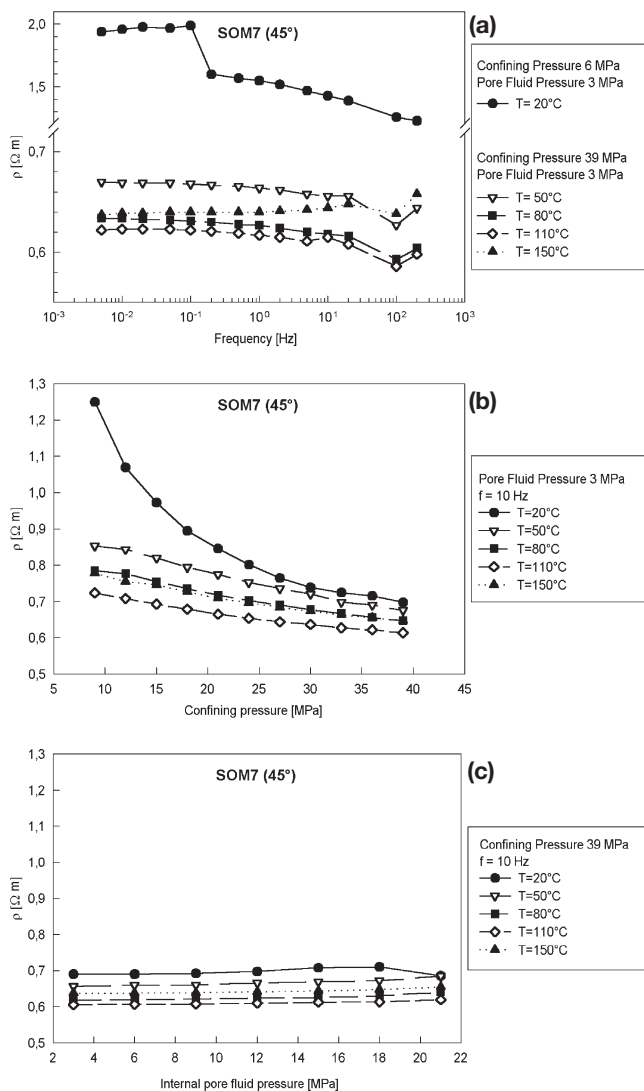 SOM7 (45°)
(a)
2,0
1,5
0,7
0,6
ρ [Ω m]
10-3 10-2 10-1 100 101 102 103
Frequency [Hz]
Confining Pressure 6 MPa
Pore Fluid Pressure 3 MPa
T= 20°C
Confining Pressure 39 MPa
Pore Fluid Pressure 3 MPa
T= 50°C
T= 80°C
T= 110°C
T= 150°C
SOM7 (45°)
(b)
1,3
1,2
1,1
1,0
0,9
0,8
0,7
0,6
0,5
ρ [Ω m]
5 10 15 20 25 30 35 40 45
Confining pressure [MPa]
Pore Fluid Pressure 3 MPa
f = 10 Hz
T=20°C
T=50°C
T=80°C
T=110°C
T=150°C
SOM7 (45°)
(c)
1,3
1,2
1,1
1,0
0,9
0,8
0,7
0,6
0,5
ρ [Ω m]
2 4 6 8 10 12 14 16 18 20 22
Internal pore fluid pressure [MPa]
Confining Pressure 39 MPa
f = 10 Hz
T=20°C
T=50°C
T=80°C
T=110°C
T=150°C